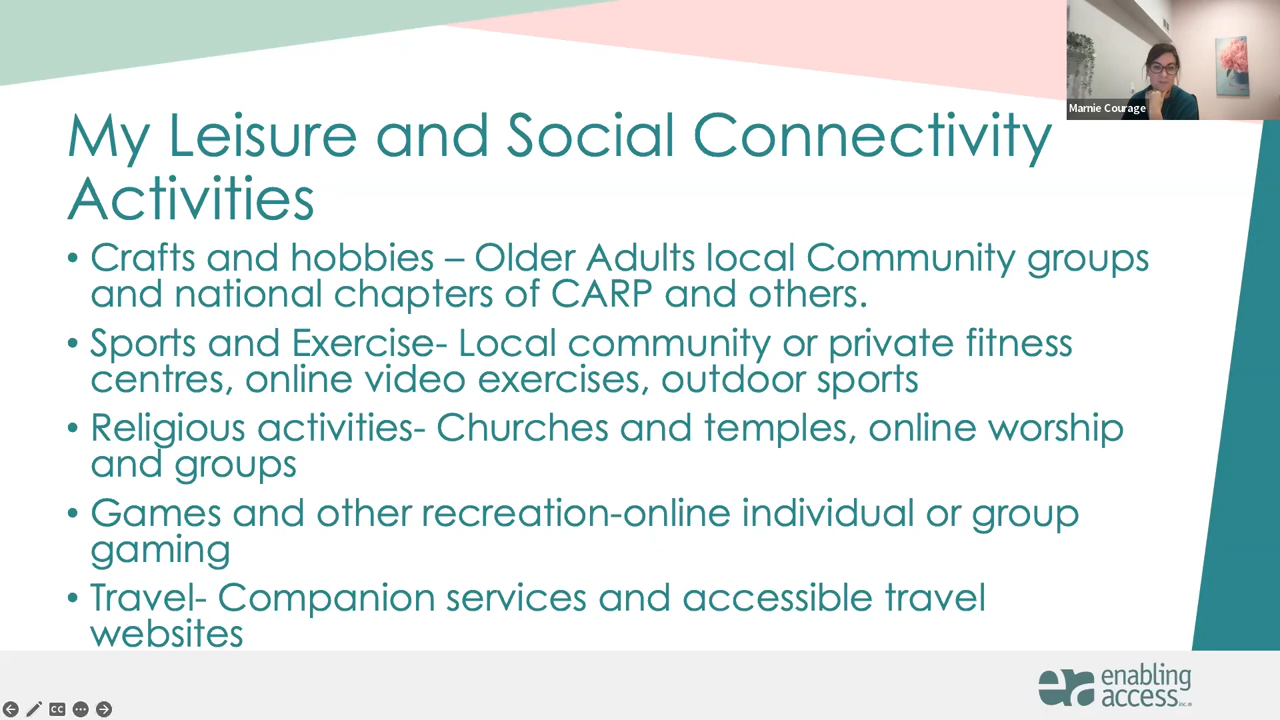 Marnie Courage
My Leisure and Social Connectivity
Activities
• Crafts and hobbies – Older Adults local Community groups
and national chapters of CARP and others.
• Sports and Exercise- Local community or private fitness
centres, online video exercises, outdoor sports
• Religious activities- Churches and temples, online worship
and groups
• Games and other recreation-online individual or group
gaming
• Travel- Companion services and accessible travel
websites
CC
ea enabling
access inc.®